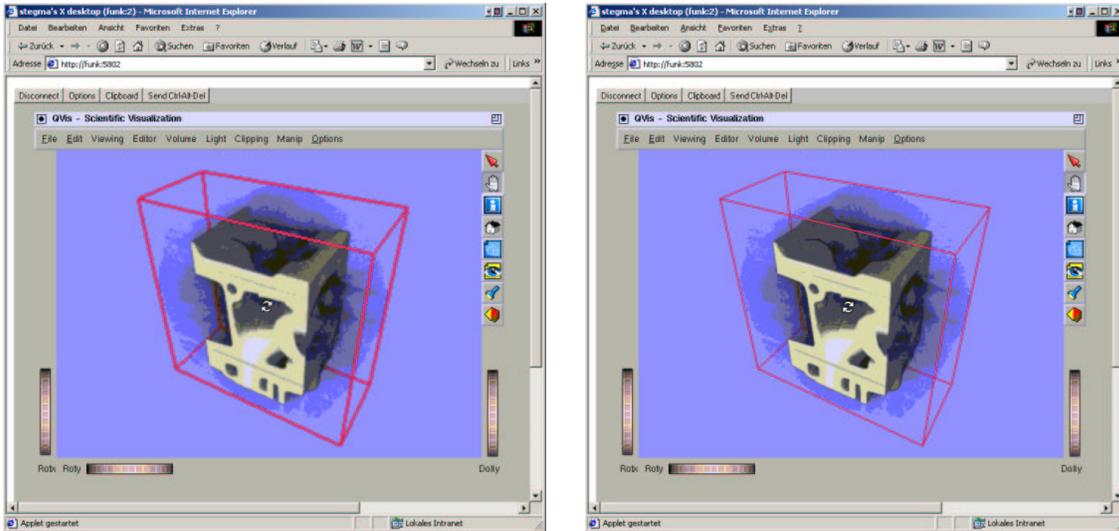 stegma's X desktop (funk:2) - Microsoft Internet Explorer
Datei Bearbeiten Ansicht Favoriten Extras ?
Zurück Suchen Favoriten Verlauf
Adresse http://funk:5802 Wechseln zu Links »
Disconnect Options Clipboard Send Ctrl-Alt-Del
QVis - Scientific Visualization
File Edit Viewing Editor Volume Light Clipping Manip Options
Rotx Roty Dolly
Applet gestartet Lokales Intranet
stegma's X desktop (funk:2) - Microsoft Internet Explorer
Datei Bearbeiten Ansicht Favoriten Extras ?
Zurück Suchen Favoriten Verlauf
Adresse http://funk:5802 Wechseln zu Links
Disconnect Options Clipboard Send Ctrl-Alt-Del
QVis - Scientific Visualization
File Edit Viewing Editor Volume Light Clipping Manip Options
Rotx Roty Dolly
Applet gestartet Lokales Intranet